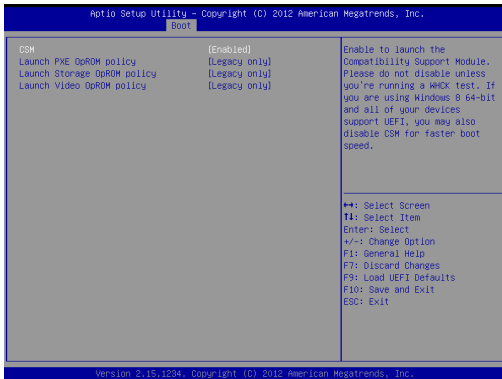 Aptio Setup Utility – Copyright (C) 2012 American Megatrends, Inc.
Boot
CSM [Enabled]
Launch PXE OpROM policy [Legacy only]
Launch Storage OpROM policy [Legacy only]
Launch Video OpROM policy [Legacy only]
Enable to launch the
Compatibility Support Module.
Please do not disable unless
you're running a WHCK test. If
you are using Windows 8 64-bit
and all of your devices
support UEFI, you may also
disable CSM for faster boot
speed.
↔: Select Screen
↑↓: Select Item
Enter: Select
+/-: Change Option
F1: General Help
F7: Discard Changes
F9: Load UEFI Defaults
F10: Save and Exit
ESC: Exit
Version 2.15.1234. Copyright (C) 2012 American Megatrends, Inc.